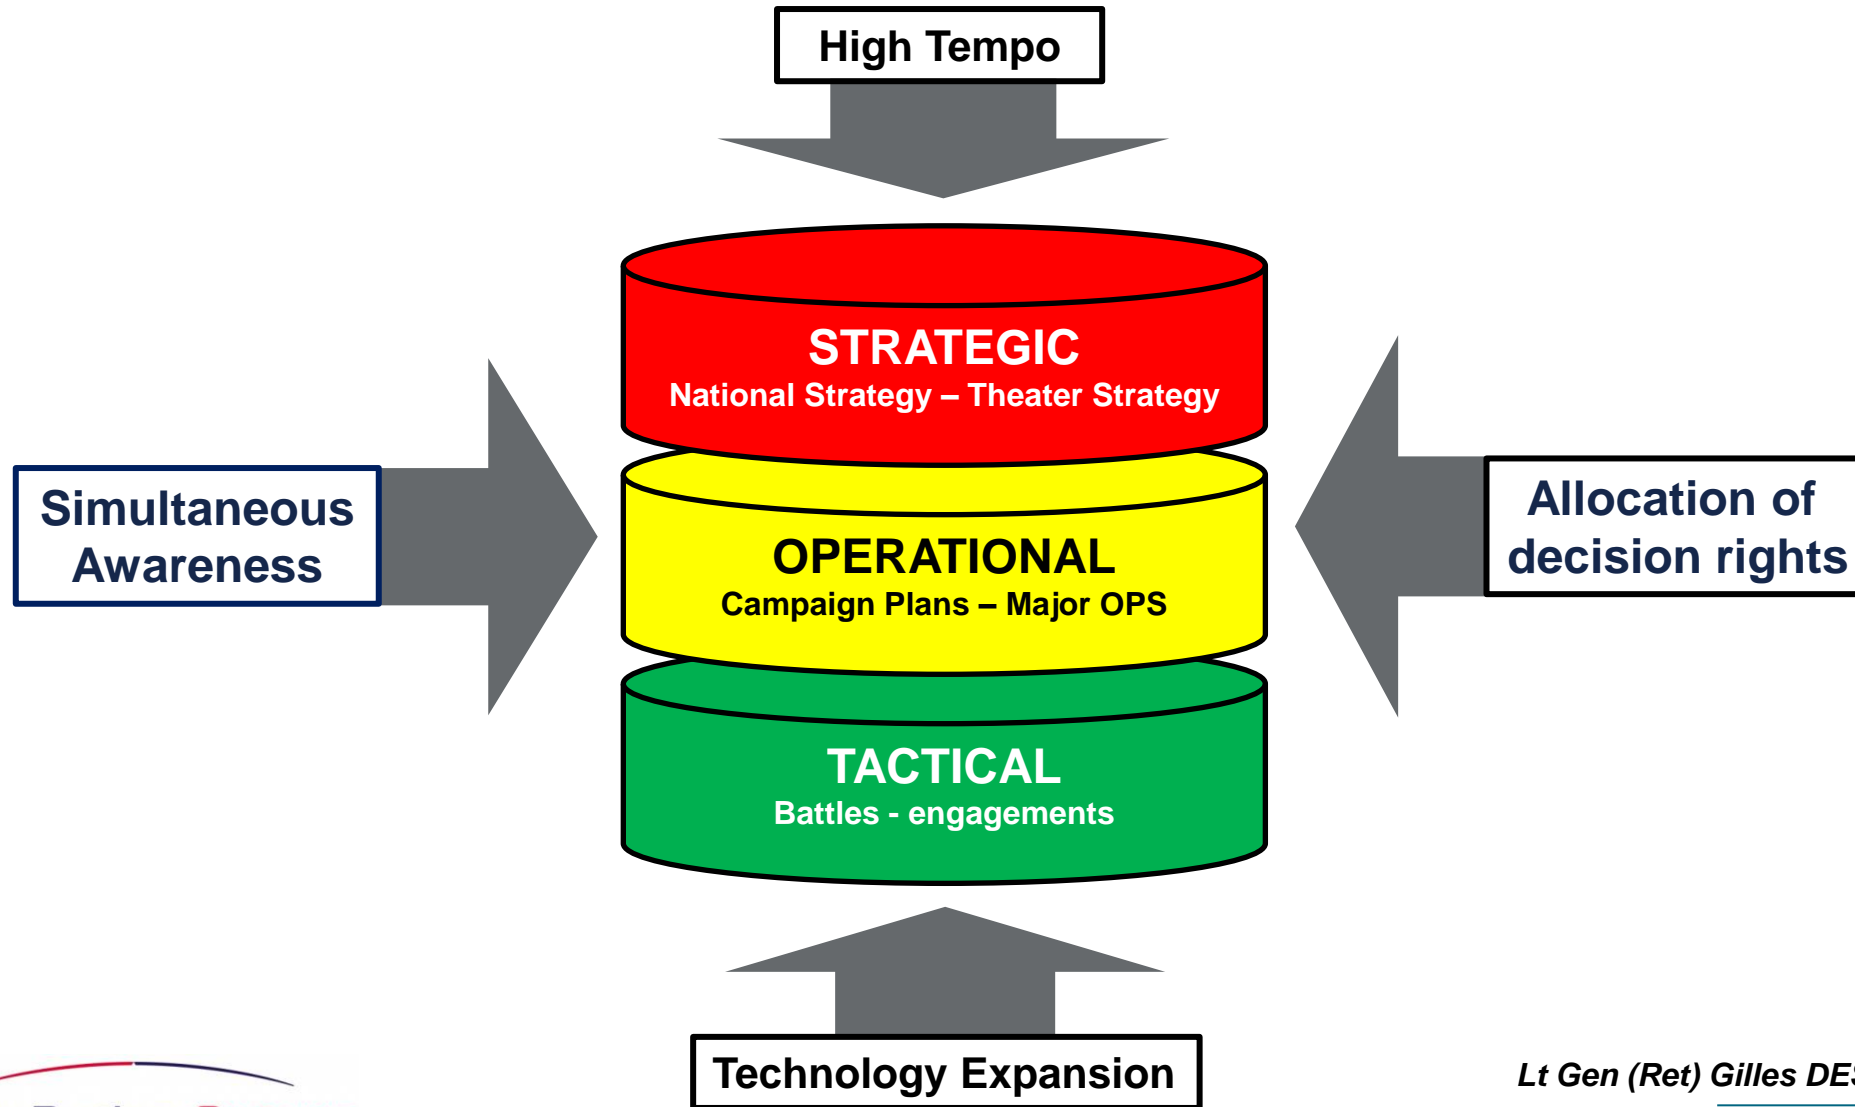 High Tempo
STRATEGIC
National Strategy – Theater Strategy
Simultaneous
Awareness
Allocation of
decision rights
OPERATIONAL
Campaign Plans – Major OPS
TACTICAL
Battles - engagements
Technology Expansion
Lt Gen (Ret) Gilles